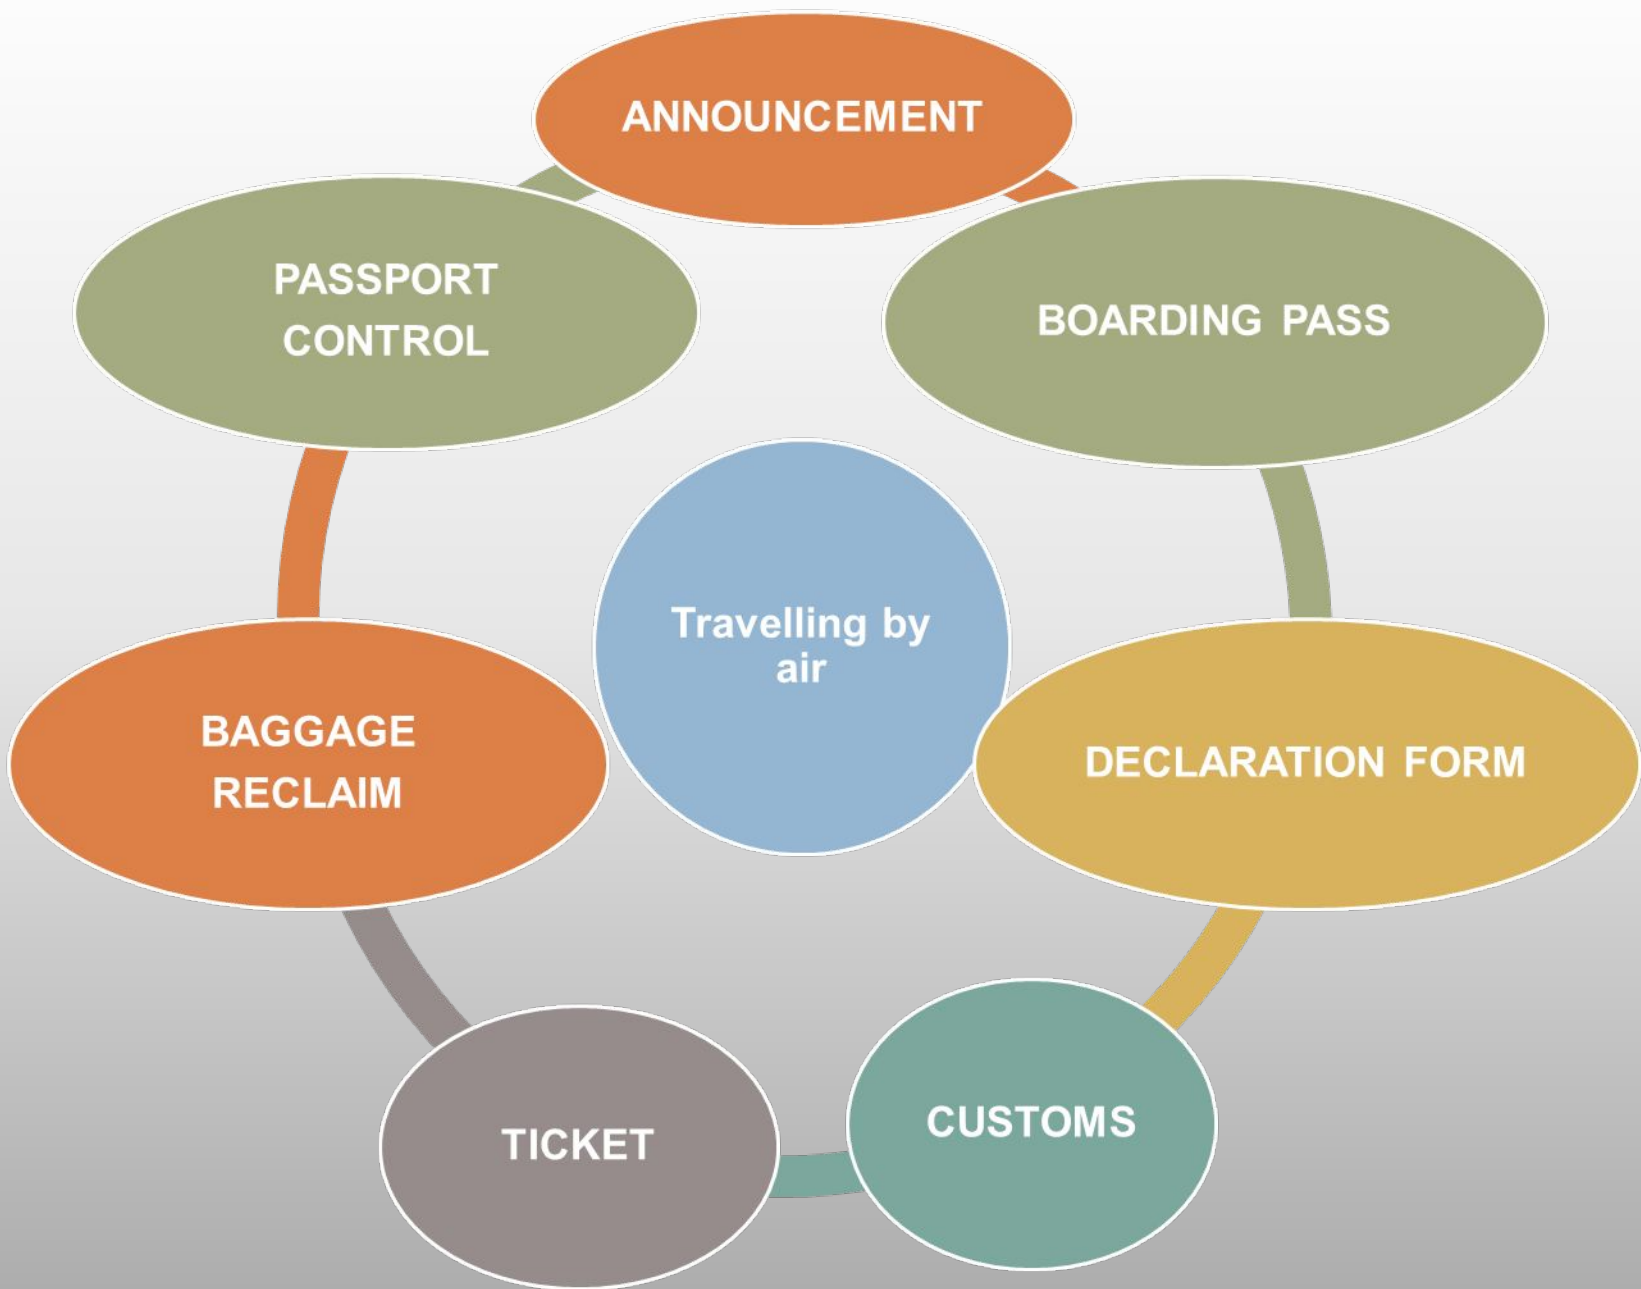 ANNOUNCEMENT
PASSPORT
CONTROL
BOARDING PASS
Travelling by
air
BAGGAGE
RECLAIM
DECLARATION FORM
TICKET
CUSTOMS